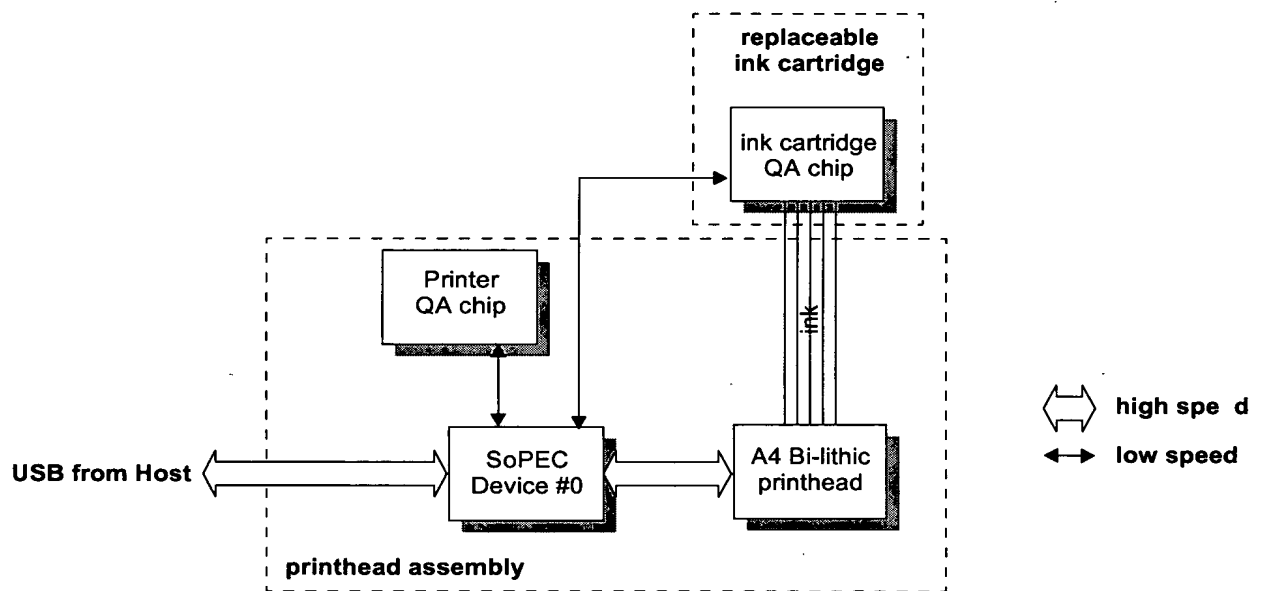 replaceable
ink cartridge
ink cartridge
QA chip
Printer
QA chip
ink
high spe d
low speed
USB from Host
SoPEC
Device #0
A4 Bi-lithic
printhead
printhead assembly